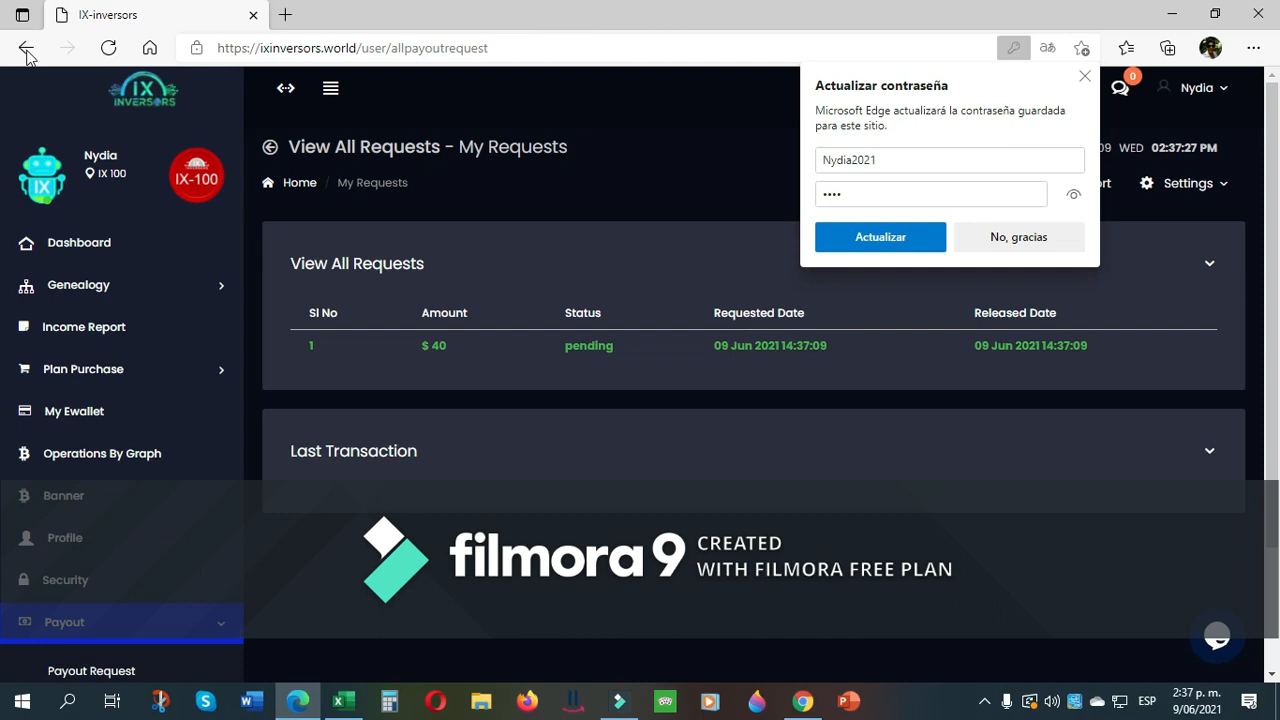 IX-inversors
https://ixinversors.world/user/allpayoutrequest
IX
INVERSORS
0
Nydia
Actualizar contraseña
Microsoft Edge actualizará la contraseña guardada
para este sitio.
Nydia2021
••••
Actualizar
No, gracias
View All Requests - My Requests
09 WED 02:37:27 PM
Home / My Requests
ort
Settings
Nydia
IX 100
IX
IX-100
Dashboard
Genealogy
Income Report
Plan Purchase
My Ewallet
Operations By Graph
Banner
Profile
Security
Payout
Payout Request
View All Requests
Sl No Amount Status Requested Date Released Date
1 $ 40 pending 09 Jun 2021 14:37:09 09 Jun 2021 14:37:09
Last Transaction
filmora 9 CREATED
WITH FILMORA FREE PLAN
ESP
2:37 p. m.
9/06/2021